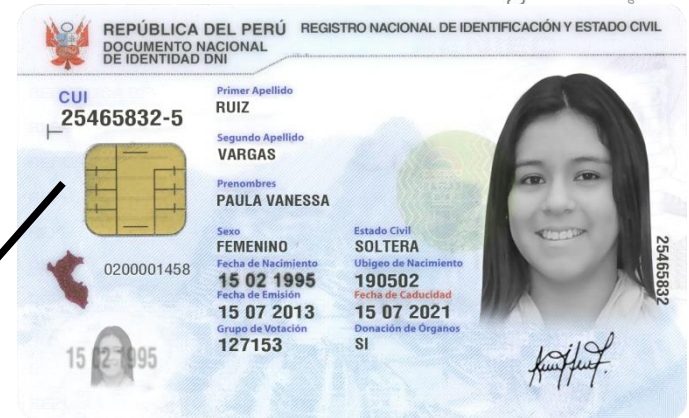 REPÚBLICA DEL PERÚ REGISTRO NACIONAL DE IDENTIFICACIÓN Y ESTADO CIVIL
DOCUMENTO NACIONAL
DE IDENTIDAD DNI
CUI
25465832-5
Primer Apellido
RUIZ
Segundo Apellido
VARGAS
Prenombres
PAULA VANESSA
Sexo Estado Civil
FEMENINO SOLTERA
Fecha de Nacimiento Ubigeo de Nacimiento
15 02 1995 190502
Fecha de Emisión Fecha de Caducidad
15 07 2013 15 07 2021
Grupo de Votación Donación de Órganos
127153 SI
0200001458
15 02 1995
25465832